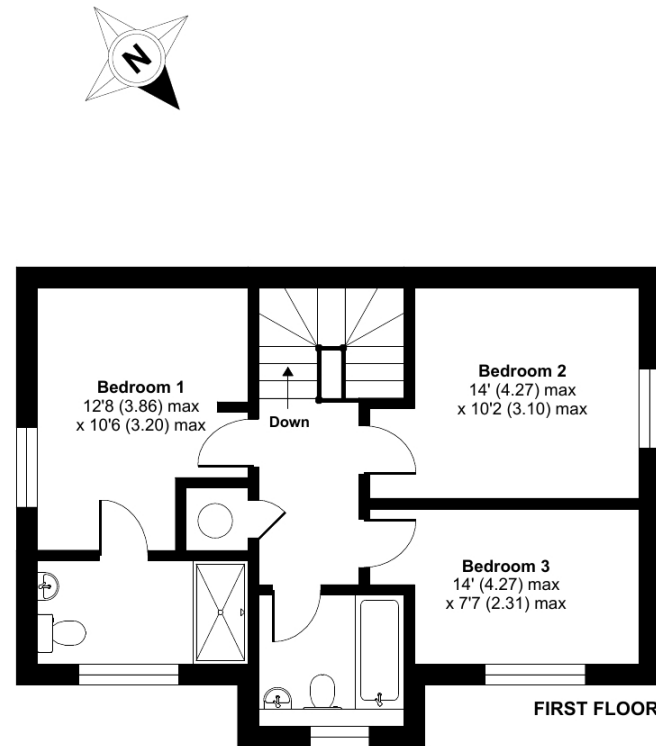 N
Bedroom 1
12'8 (3.86) max
x 10'6 (3.20) max
Down
Bedroom 2
14' (4.27) max
x 10'2 (3.10) max
Bedroom 3
14' (4.27) max
x 7'7 (2.31) max
FIRST FLOOR